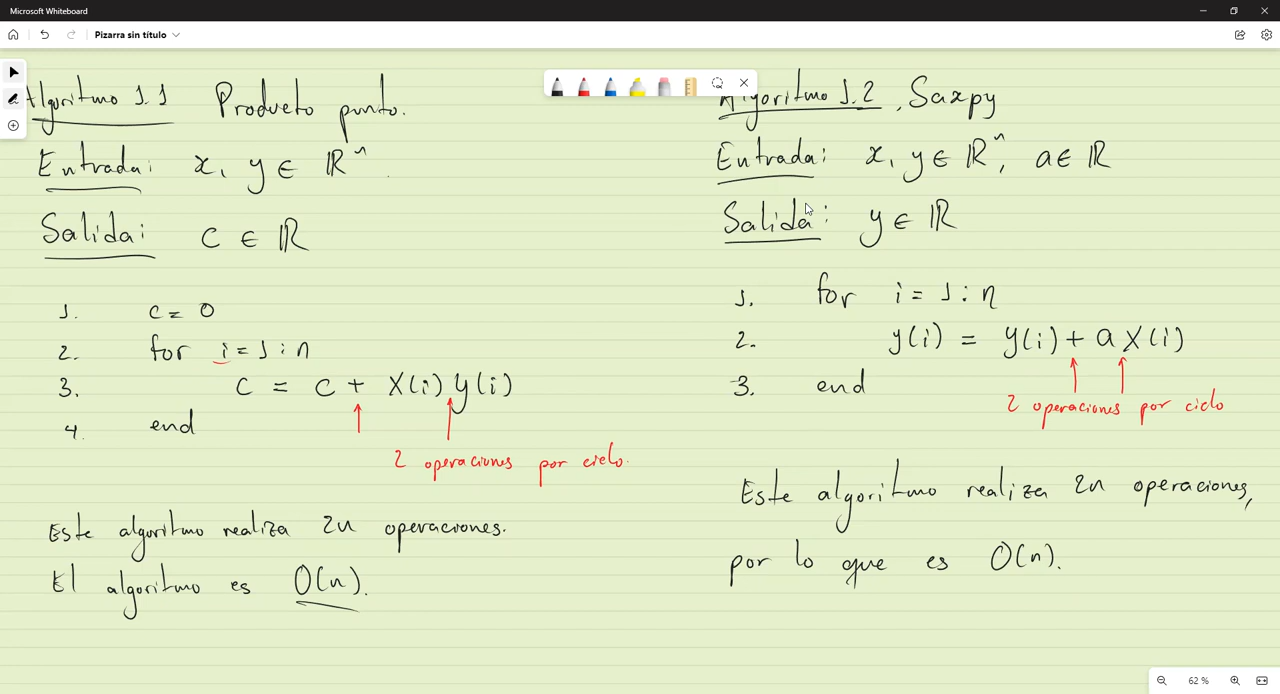 Microsoft Whiteboard
Pizarra sin título
Algoritmo 1.1 Producto punto.
Entrada: x, y ∈ ℝⁿ
Salida: c ∈ ℝ
1. c = 0
2. for i = 1 : n
3. c = c + x(i) y(i)
4. end
2 operaciones por ciclo.
Este algoritmo realiza 2n operaciones.
El algoritmo es O(n).
Algoritmo 1.2, Saxpy
Entrada: x, y ∈ ℝⁿ, a ∈ ℝ
Salida: y ∈ ℝ
1. for i = 1 : n
2. y(i) = y(i) + a x(i)
3. end
2 operaciones por ciclo
Este algoritmo realiza 2n operaciones,
por lo que es O(n).
62 %